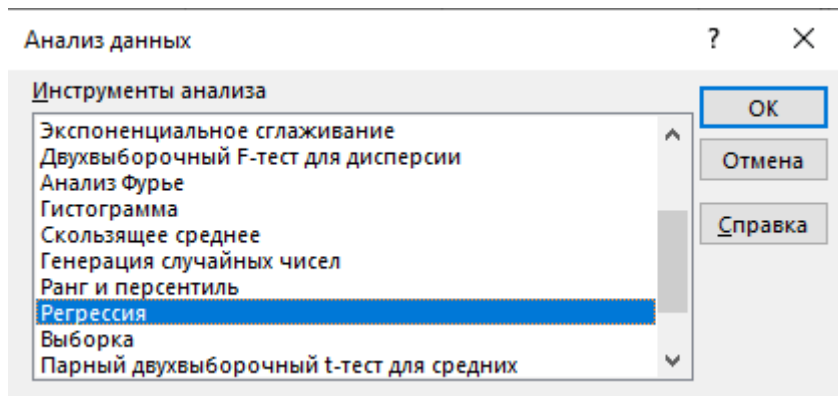 Анализ данных
?
Инструменты анализа
Экспоненциальное сглаживание
Двухвыборочный F-тест для дисперсии
Анализ Фурье
Гистограмма
Скользящее среднее
Генерация случайных чисел
Ранг и персентиль
Регрессия
Выборка
Парный двухвыборочный t-тест для средних
ОК
Отмена
Справка